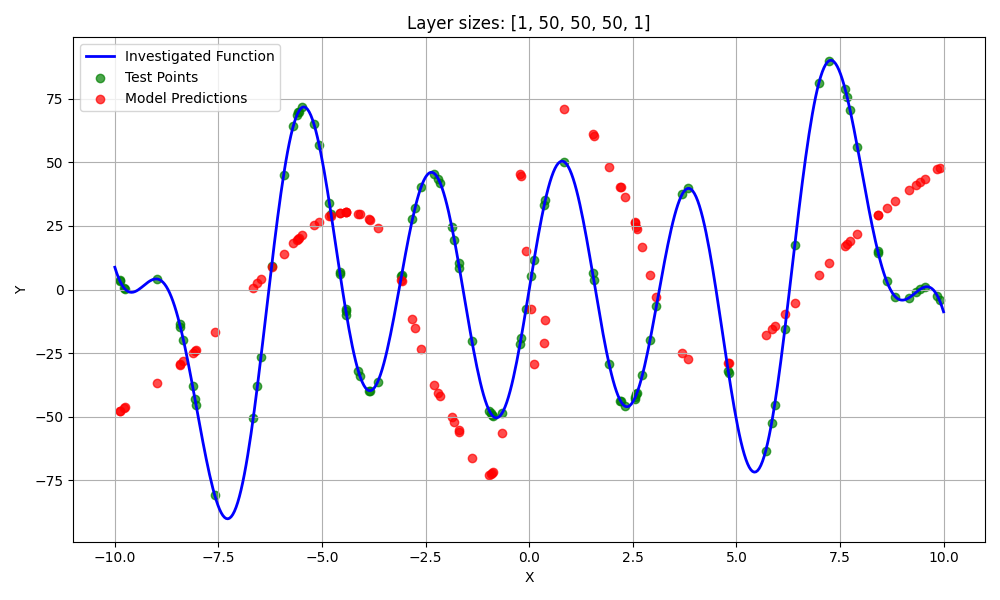 Layer sizes: [1, 50, 50, 50, 1]
Investigated Function
Test Points
Model Predictions
75
50
25
0
−25
−50
−75
Y
−10.0 −7.5 −5.0 −2.5 0.0 2.5 5.0 7.5 10.0
X